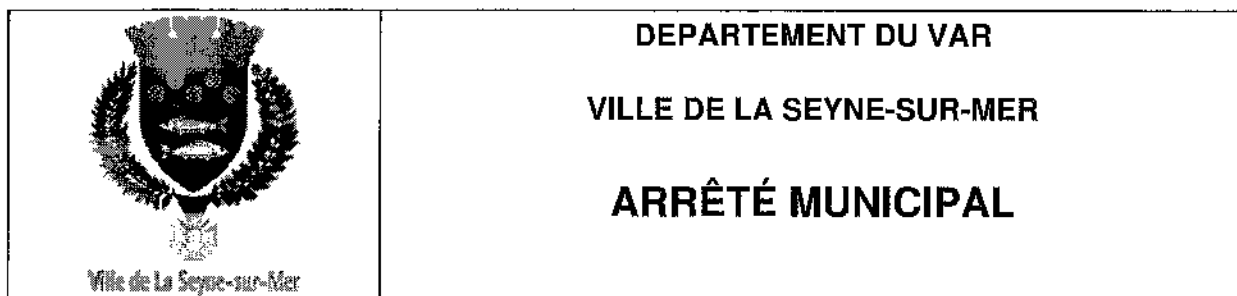 DEPARTEMENT DU VAR
VILLE DE LA SEYNE-SUR-MER
ARRÊTÉ MUNICIPAL
Ville de La Seyne-sur-Mer